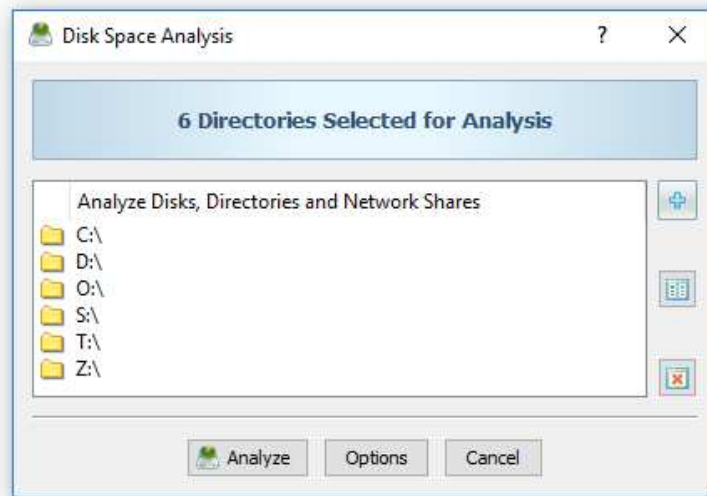 Disk Space Analysis
6 Directories Selected for Analysis
Analyze Disks, Directories and Network Shares
C:\
D:\
O:\
S:\
T:\
Z:\
Analyze Options Cancel